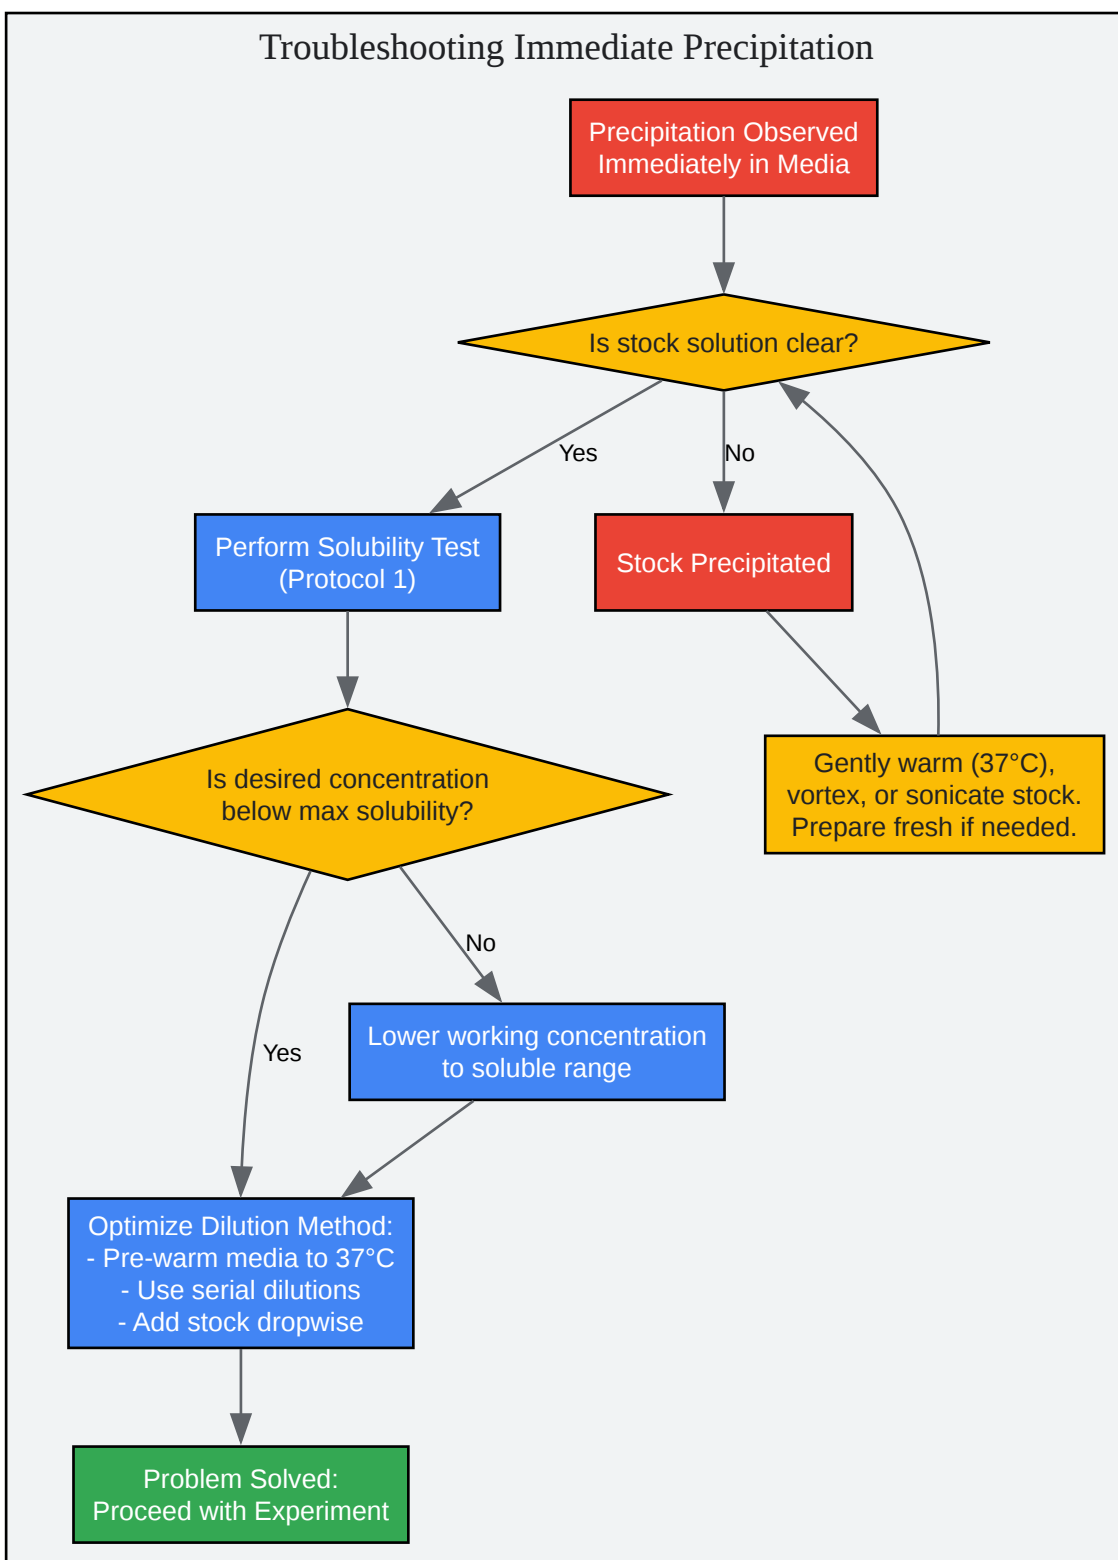 Troubleshooting Immediate Precipitation
Precipitation Observed
Immediately in Media
Is stock solution clear?
Yes
No
Perform Solubility Test
(Protocol 1)
Stock Precipitated
Is desired concentration
below max solubility?
Gently warm (37°C),
vortex, or sonicate stock.
Prepare fresh if needed.
No
Yes
Lower working concentration
to soluble range
Optimize Dilution Method:
- Pre-warm media to 37°C
- Use serial dilutions
- Add stock dropwise
Problem Solved:
Proceed with Experiment